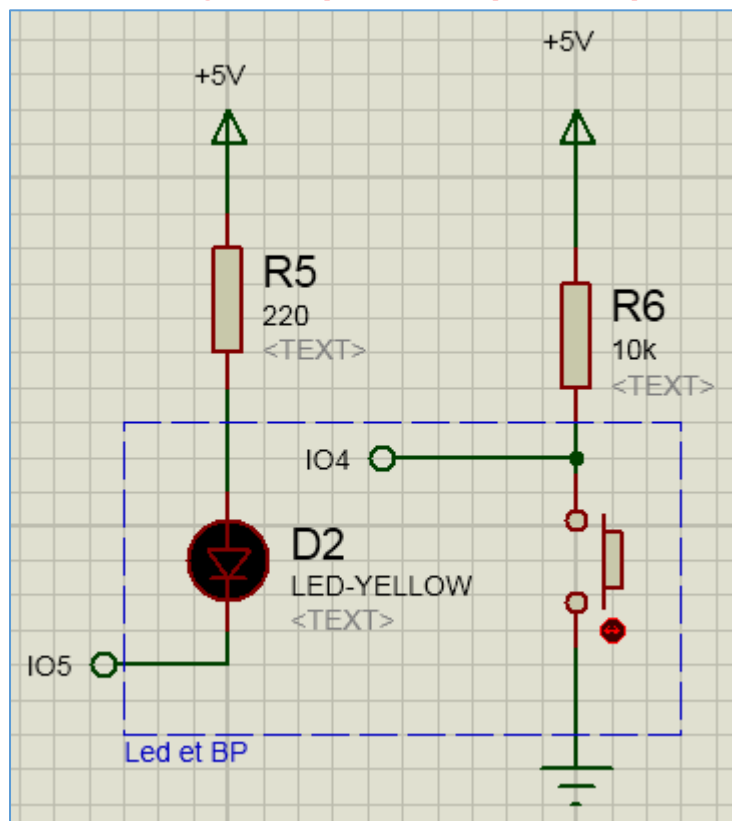 +5V
+5V
R5
220
<TEXT>
R6
10k
<TEXT>
IO4
D2
LED-YELLOW
<TEXT>
IO5
Led et BP